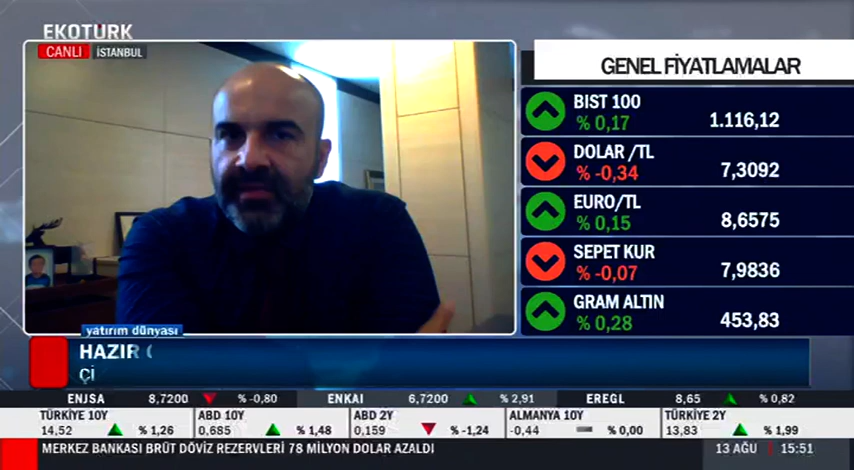 EKOTÜRK
CANLI İSTANBUL
GENEL FİYATLAMALAR
BIST 100
% 0,17 1.116,12
DOLAR /TL
% -0,34 7,3092
EURO/TL
% 0,15 8,6575
SEPET KUR
% -0,07 7,9836
GRAM ALTIN
% 0,28 453,83
yatırım dünyası
HAZIR
Çİ
ENJSA 8,7200 % -0,80 ENKAI 6,7200 % 2,91 EREGL 8,65 % 0,82
TÜRKİYE 10Y ABD 10Y ABD 2Y ALMANYA 10Y TÜRKİYE 2Y
14,52 % 1,26 0,685 % 1,48 0,159 % -1,24 -0,44 % 0,00 13,83 % 1,99
MERKEZ BANKASI BRÜT DÖVİZ REZERVLERİ 78 MİLYON DOLAR AZALDI 13 AĞU 15:51